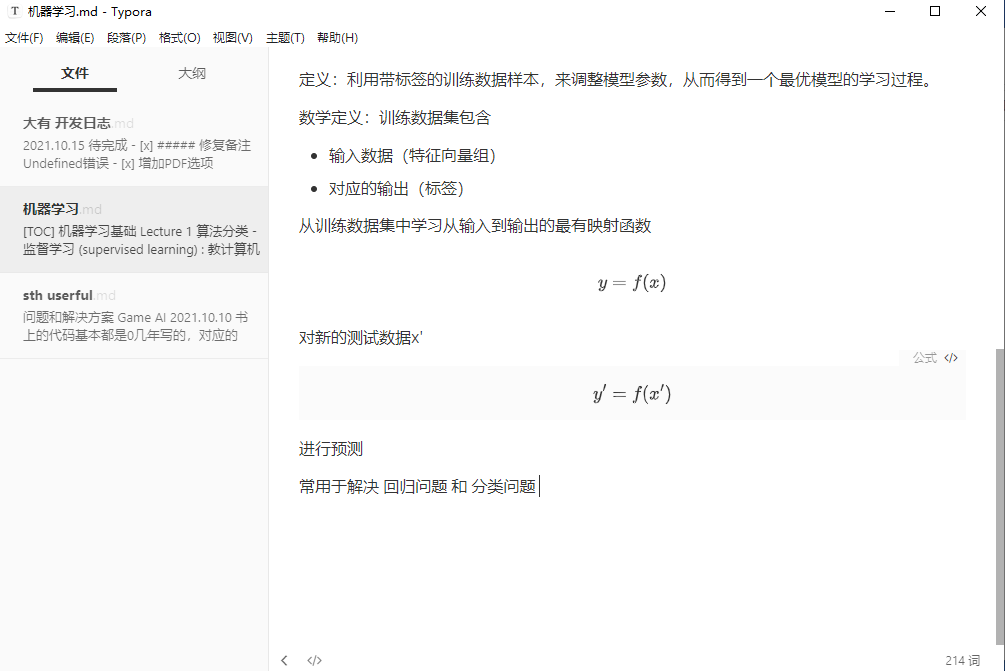 机器学习.md - Typora
文件(F) 编辑(E) 段落(P) 格式(O) 视图(V) 主题(T) 帮助(H)
文件 大纲
大有 开发日志.md
2021.10.15 待完成 - [x] ##### 修复备注
Undefined错误 - [x] 增加PDF选项
机器学习.md
[TOC] 机器学习基础 Lecture 1 算法分类 -
监督学习 (supervised learning) : 教计算机
sth userful.md
问题和解决方案 Game AI 2021.10.10 书
上的代码基本都是0几年写的，对应的
定义：利用带标签的训练数据样本，来调整模型参数，从而得到一个最优模型的学习过程。
数学定义：训练数据集包含
• 输入数据（特征向量组）
• 对应的输出（标签）
从训练数据集中学习从输入到输出的最有映射函数
y = f(x)
对新的测试数据x'
公式 </>
y′ = f(x′)
进行预测
常用于解决 回归问题 和 分类问题
214 词